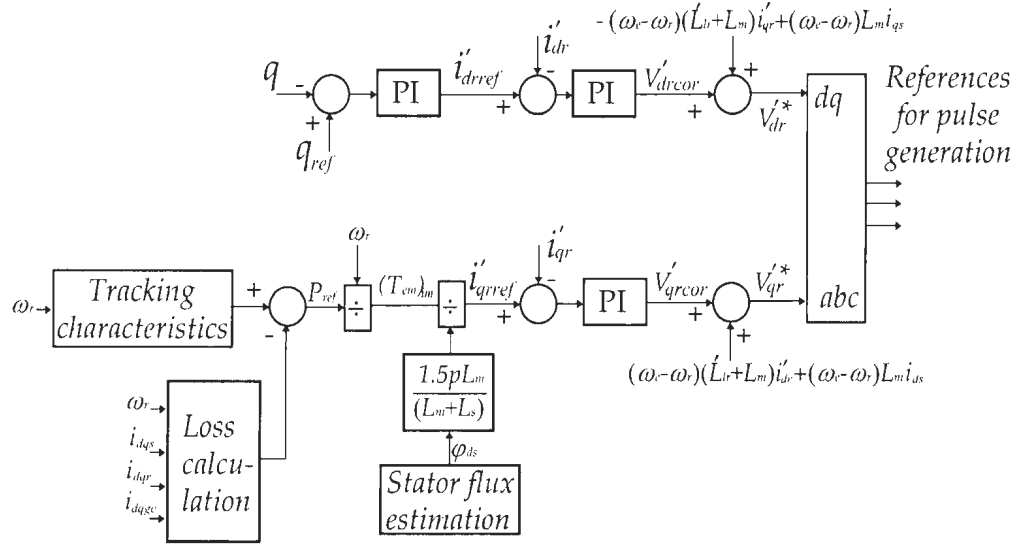 - (ωe-ωr)(L'lr+Lm)i'qr+(ωe-ωr)Lmiqs
q
-
PI
i'drref
i'dr
-
+
PI
V'drcor
+
+
V'dr*
dq
References
for pulse
generation
+
qref
ωr
Tracking
characteristics
+
-
Pref
ωr
÷
(Tem)lm
÷
i'qrref
i'qr
-
+
PI
V'qrcor
+
V'qr*
+
abc
(ωe-ωr)(L'lr+Lm)i'dr+(ωe-ωr)Lmids
1.5pLm
(Lm+Ls)
φds
Stator flux
estimation
ωr
idqs
idqr
idqgc
Loss
calcu-
lation